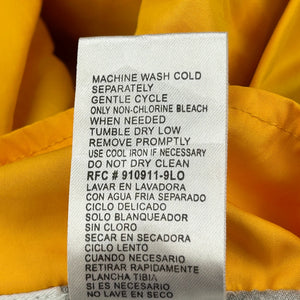 MACHINE WASH COLD
SEPARATELY
GENTLE CYCLE
ONLY NON-CHLORINE BLEACH
WHEN NEEDED
TUMBLE DRY LOW
REMOVE PROMPTLY
USE COOL IRON IF NECESSARY
DO NOT DRY CLEAN
RFC # 910911-9LO
LAVAR EN LAVADORA
CON AGUA FRIA SEPARADO
CICLO DELICADO
SOLO BLANQUEADOR
SIN CLORO
SECAR EN SECADORA
CICLO LENTO
CUANDO NECESARIO
RETIRAR RAPIDAMENTE
PLANCHA TIBIA
SI ES NECESARIO
NO LAVE EN SECO